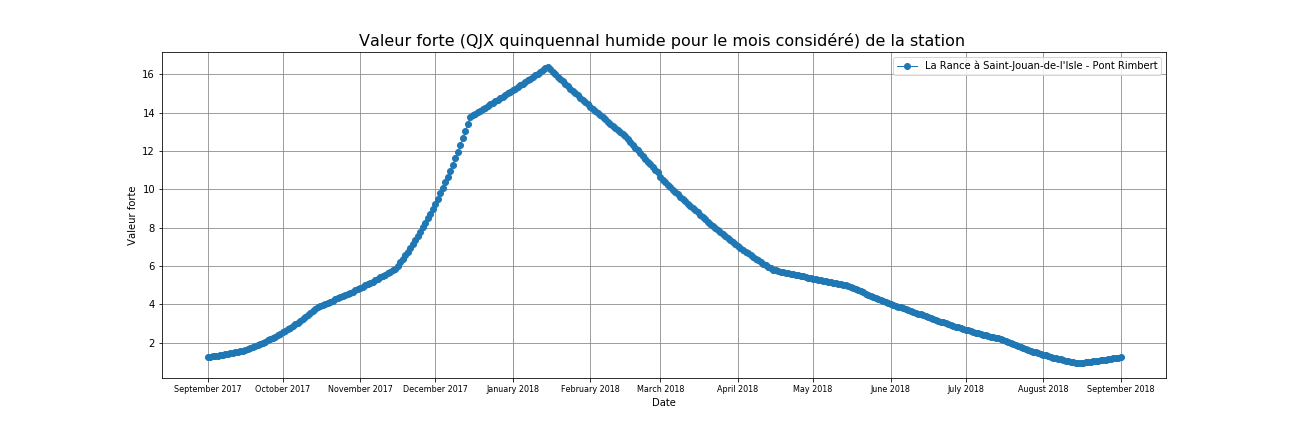 Valeur forte (QJX quinquennal humide pour le mois considéré) de la station
La Rance à Saint-Jouan-de-l'Isle - Pont Rimbert
Valeur forte
16
14
12
10
8
6
4
2
September 2017 October 2017 November 2017 December 2017 January 2018 February 2018 March 2018 April 2018 May 2018 June 2018 July 2018 August 2018 September 2018
Date